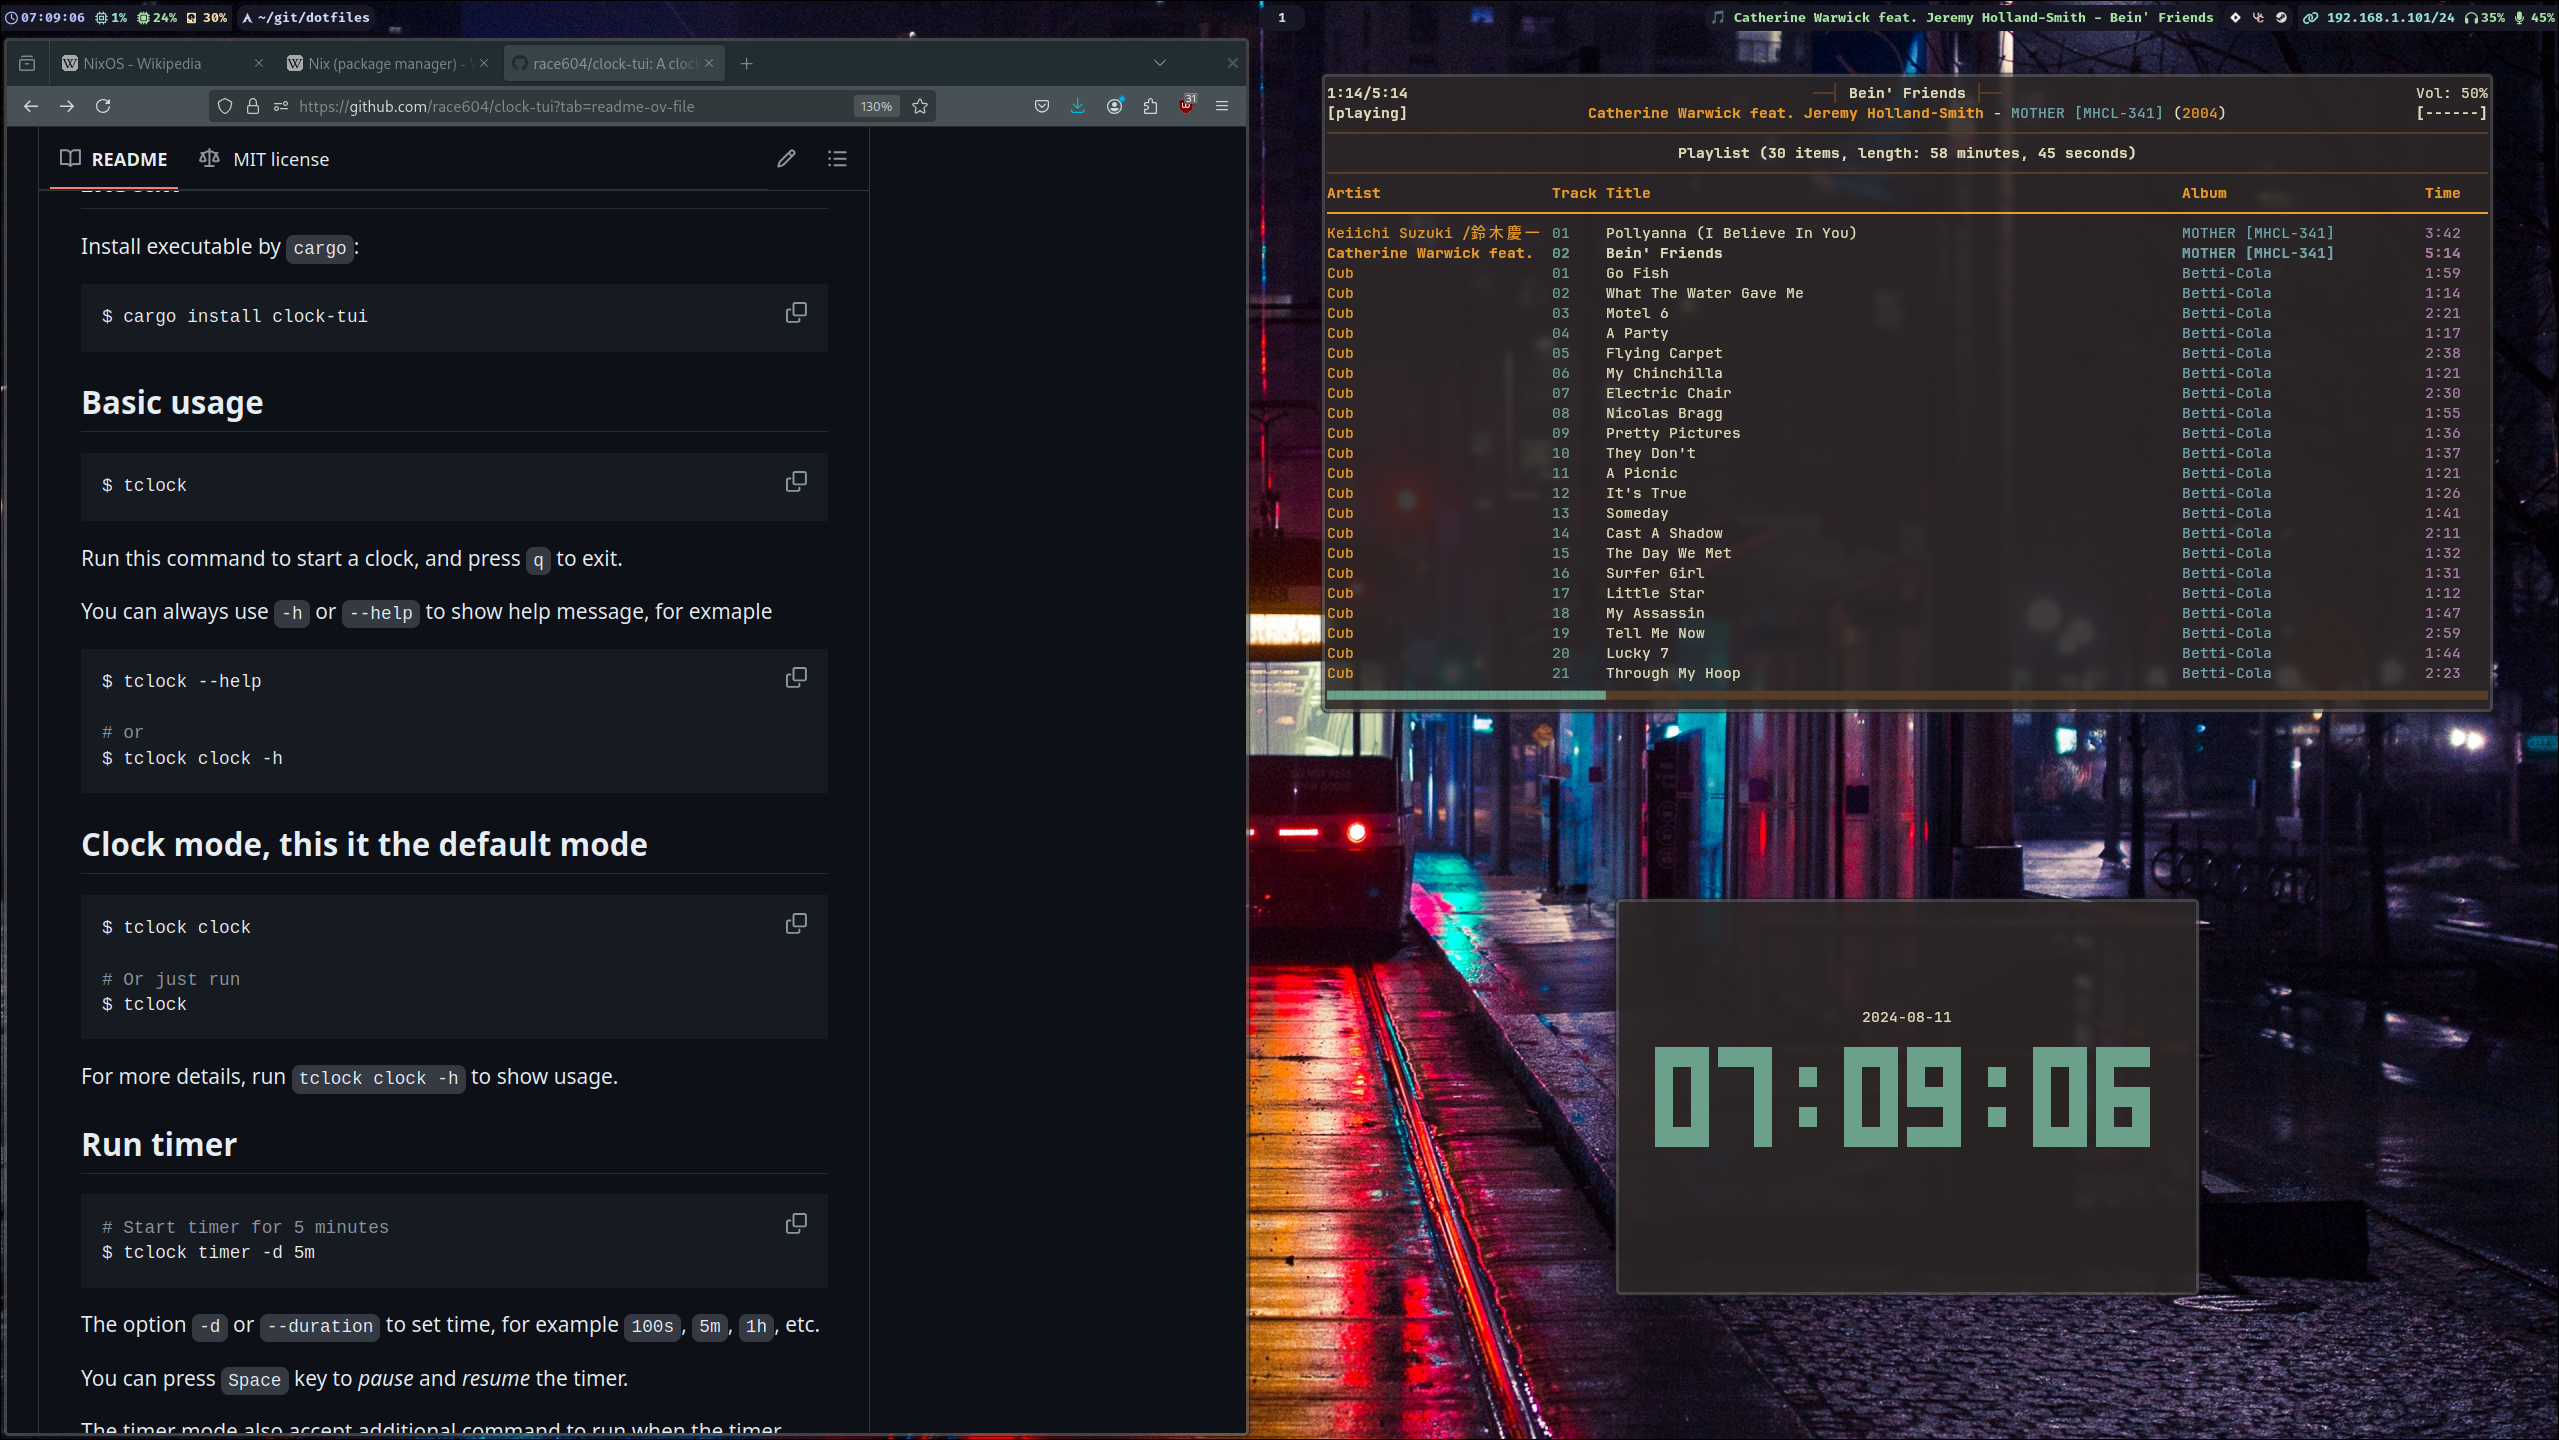 07:09:06 1% 24% 30% ~/git/dotfiles
1
Catherine Warwick feat. Jeremy Holland-Smith - Bein' Friends
192.168.1.101/24 35% 45%
NixOS - Wikipedia
Nix (package manager) -
race604/clock-tui: A clock
https://github.com/race604/clock-tui?tab=readme-ov-file
130%
31
README
MIT license
Install executable by cargo:
$ cargo install clock-tui
Basic usage
$ tclock
Run this command to start a clock, and press q to exit.
You can always use -h or --help to show help message, for exmaple
$ tclock --help
# or
$ tclock clock -h
Clock mode, this it the default mode
$ tclock clock
# Or just run
$ tclock
For more details, run tclock clock -h to show usage.
Run timer
# Start timer for 5 minutes
$ tclock timer -d 5m
The option -d or --duration to set time, for example 100s, 5m, 1h, etc.
You can press Space key to pause and resume the timer.
The timer mode also accept additional command to run when the timer
1:14/5:14 Bein' Friends Vol: 50%
[playing] Catherine Warwick feat. Jeremy Holland-Smith - MOTHER [MHCL-341] (2004) [------]
Playlist (30 items, length: 58 minutes, 45 seconds)
Artist Track Title Album Time
Keiichi Suzuki /鈴木慶一 01 Pollyanna (I Believe In You) MOTHER [MHCL-341] 3:42
Catherine Warwick feat. 02 Bein' Friends MOTHER [MHCL-341] 5:14
Cub 01 Go Fish Betti-Cola 1:59
Cub 02 What The Water Gave Me Betti-Cola 1:14
Cub 03 Motel 6 Betti-Cola 2:21
Cub 04 A Party Betti-Cola 1:17
Cub 05 Flying Carpet Betti-Cola 2:38
Cub 06 My Chinchilla Betti-Cola 1:21
Cub 07 Electric Chair Betti-Cola 2:30
Cub 08 Nicolas Bragg Betti-Cola 1:55
Cub 09 Pretty Pictures Betti-Cola 1:36
Cub 10 They Don't Betti-Cola 1:37
Cub 11 A Picnic Betti-Cola 1:21
Cub 12 It's True Betti-Cola 1:26
Cub 13 Someday Betti-Cola 1:41
Cub 14 Cast A Shadow Betti-Cola 2:11
Cub 15 The Day We Met Betti-Cola 1:32
Cub 16 Surfer Girl Betti-Cola 1:31
Cub 17 Little Star Betti-Cola 1:12
Cub 18 My Assassin Betti-Cola 1:47
Cub 19 Tell Me Now Betti-Cola 2:59
Cub 20 Lucky 7 Betti-Cola 1:44
Cub 21 Through My Hoop Betti-Cola 2:23
2024-08-11
07:09:06